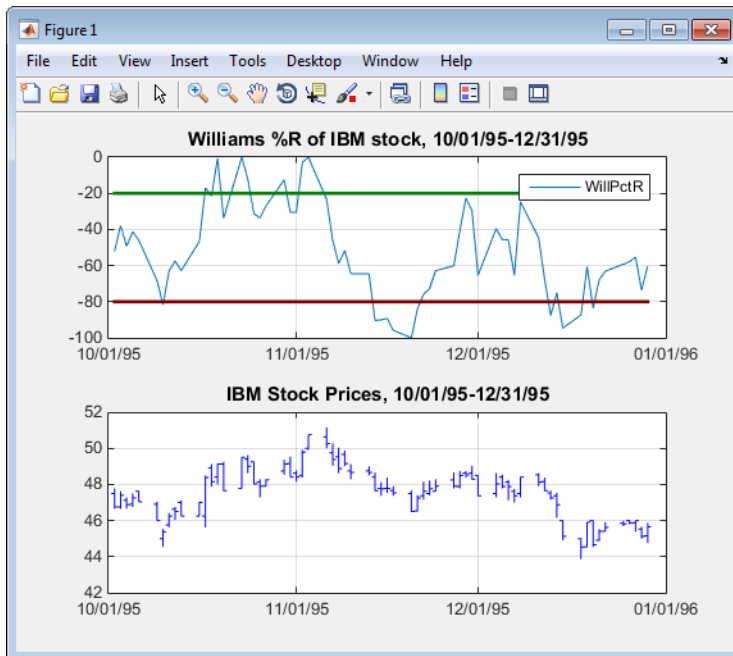 Figure 1
File Edit View Insert Tools Desktop Window Help
Williams %R of IBM stock, 10/01/95-12/31/95
0
-20
-40
-60
-80
-100
WillPctR
10/01/95 11/01/95 12/01/95 01/01/96
IBM Stock Prices, 10/01/95-12/31/95
52
50
48
46
44
42
10/01/95 11/01/95 12/01/95 01/01/96